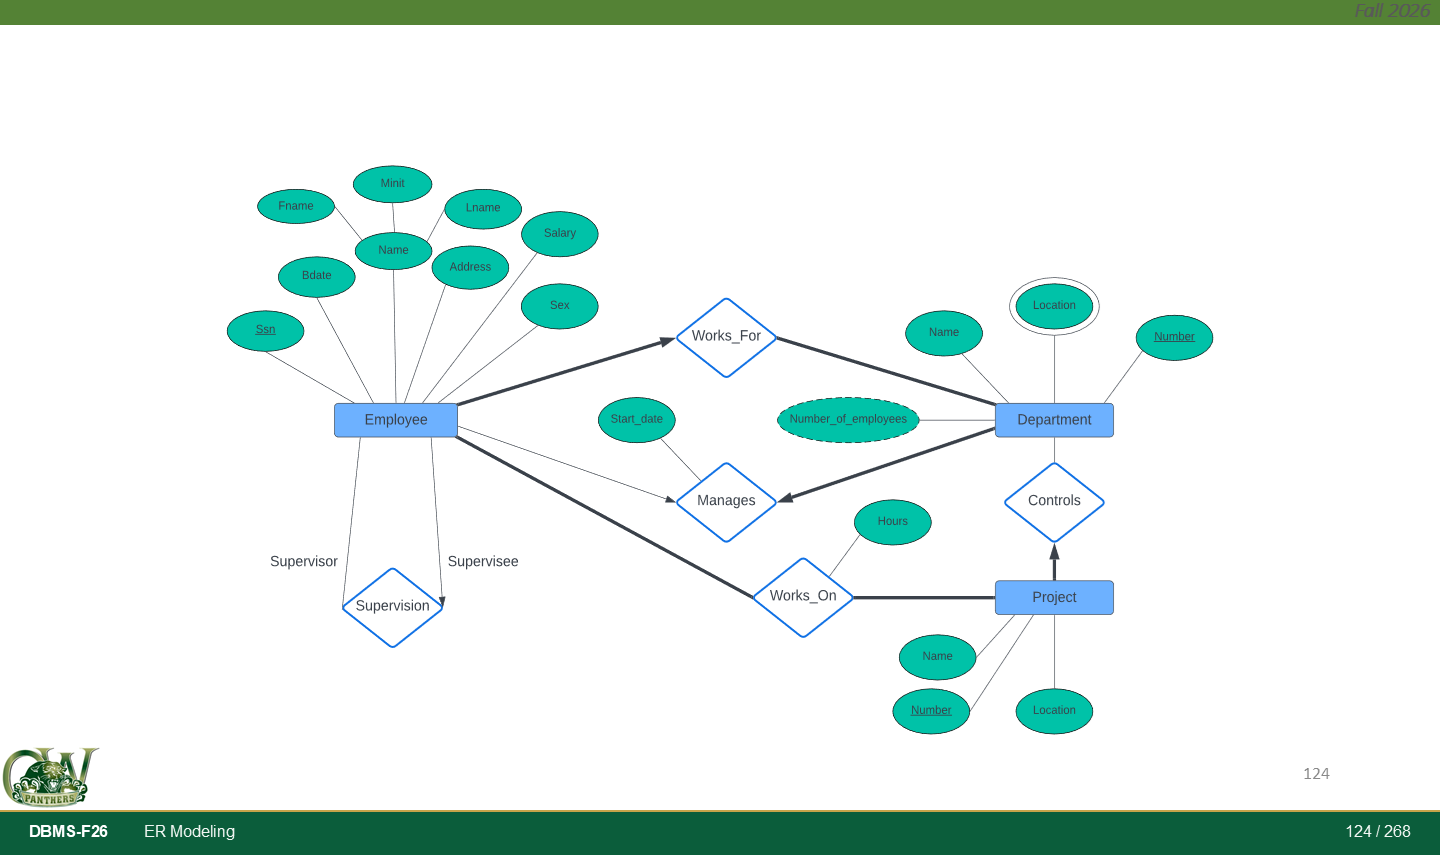 Fall 2026
Minit
Fname
Lname
Salary
Name
Address
Bdate
Sex
Location
Ssn
Name
Number
Works_For
Employee
Start_date
Number_of_employees
Department
Manages
Controls
Hours
Supervisor
Supervisee
Works_On
Project
Supervision
Name
Number
Location
PANTHERS
124
DBMS-F26
ER Modeling
124 / 268